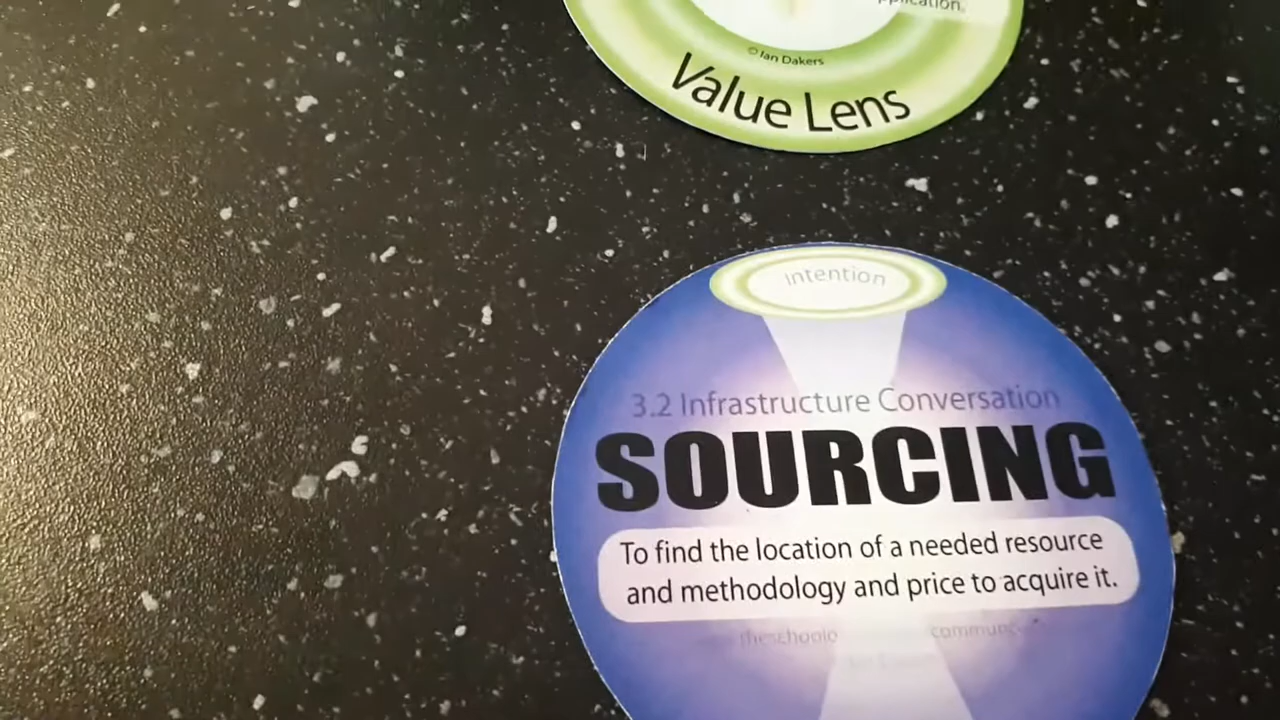 © Ian Dakers
Value Lens
Intention
3.2 Infrastructure Conversation
SOURCING
To find the location of a needed resource
and methodology and price to acquire it.